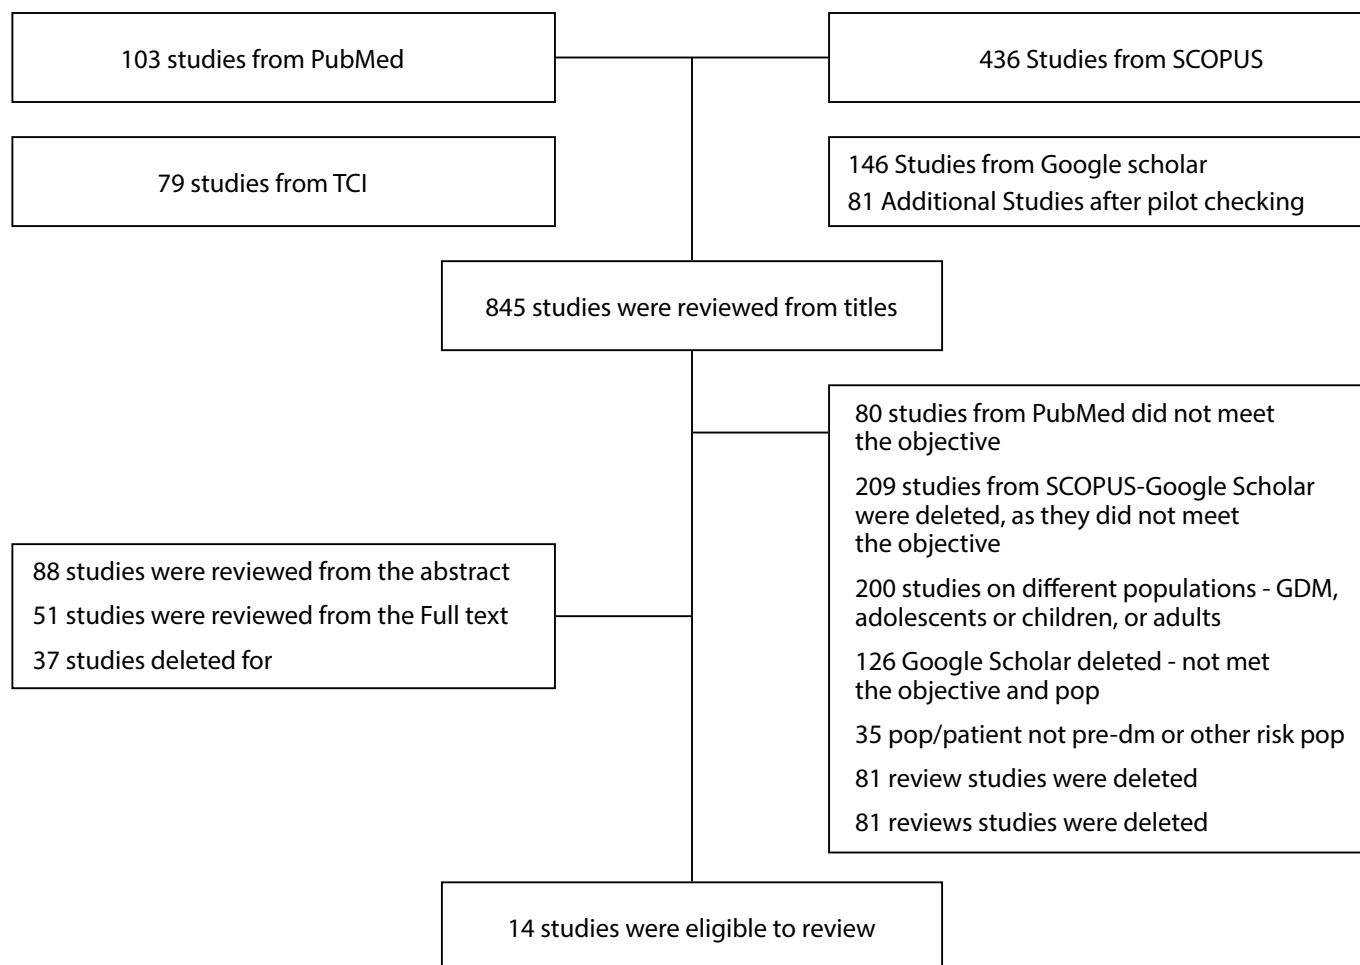 103 studies from PubMed
436 Studies from SCOPUS
79 studies from TCI
146 Studies from Google scholar
81 Additional Studies after pilot checking
845 studies were reviewed from titles
80 studies from PubMed did not meet
the objective
209 studies from SCOPUS-Google Scholar
were deleted, as they did not meet
the objective
200 studies on different populations - GDM,
adolescents or children, or adults
126 Google Scholar deleted - not met
the objective and pop
35 pop/patient not pre-dm or other risk pop
81 review studies were deleted
81 reviews studies were deleted
88 studies were reviewed from the abstract
51 studies were reviewed from the Full text
37 studies deleted for
14 studies were eligible to review